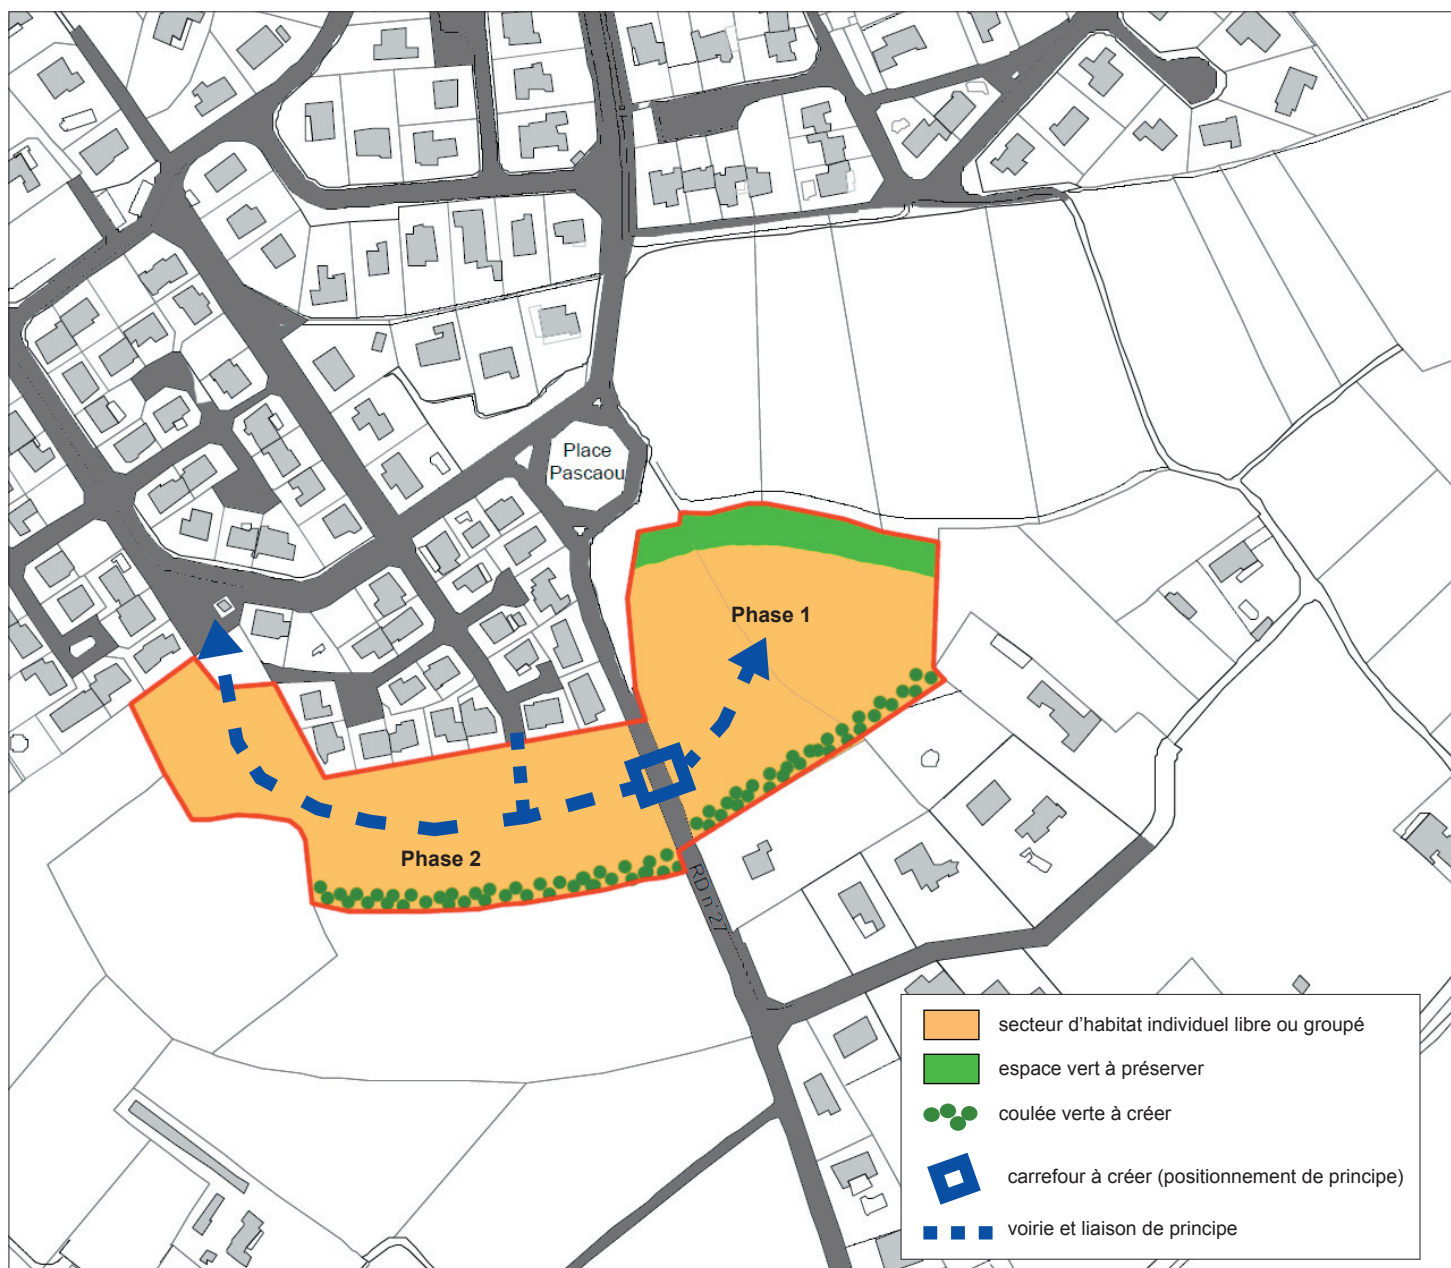 Place
Pascaou
Phase 1
Phase 2
RD n°27
secteur d'habitat individuel libre ou groupé
espace vert à préserver
coulée verte à créer
carrefour à créer (positionnement de principe)
voirie et liaison de principe